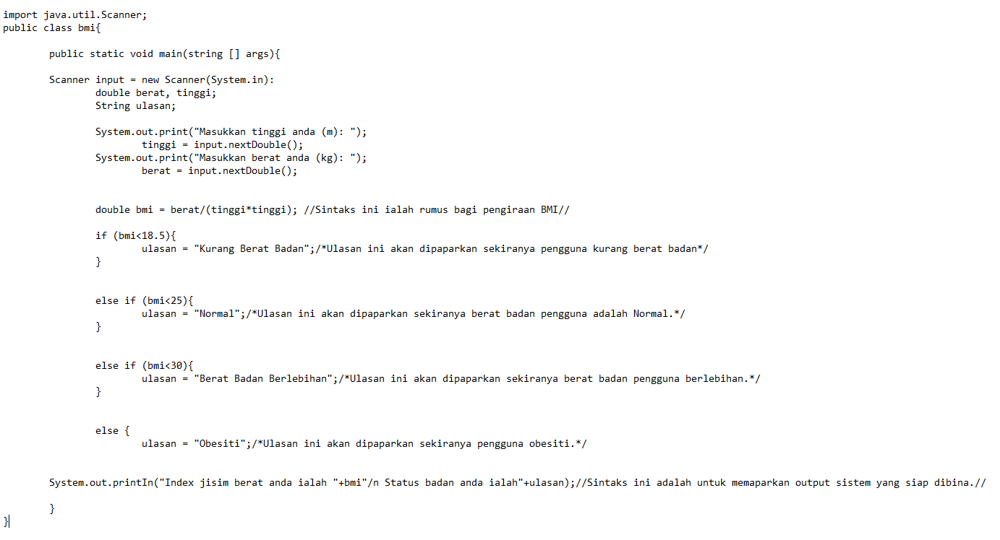 import java.util.Scanner;
public class bmi{
public static void main(string [] args){
Scanner input = new Scanner(System.in):
double berat, tinggi;
String ulasan;
System.out.print("Masukkan tinggi anda (m): ");
tinggi = input.nextDouble();
System.out.print("Masukkan berat anda (kg): ");
berat = input.nextDouble();
double bmi = berat/(tinggi*tinggi); //Sintaks ini ialah rumus bagi pengiraan BMI//
if (bmi<18.5){
ulasan = "Kurang Berat Badan";/*Ulasan ini akan dipaparkan sekiranya pengguna kurang berat badan*/
}
else if (bmi<25){
ulasan = "Normal";/*Ulasan ini akan dipaparkan sekiranya berat badan pengguna adalah Normal.*/
}
else if (bmi<30){
ulasan = "Berat Badan Berlebihan";/*Ulasan ini akan dipaparkan sekiranya berat badan pengguna berlebihan.*/
}
else {
ulasan = "Obesiti";/*Ulasan ini akan dipaparkan sekiranya pengguna obesiti.*/
System.out.printIn("Index jisim berat anda ialah "+bmi"/n Status badan anda ialah"+ulasan);//Sintaks ini adalah untuk memaparkan output sistem yang siap dibina.//
}
}